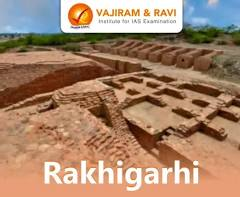 VAJIRAM & RAVI
Institute for IAS Examination
Rakhigarhi